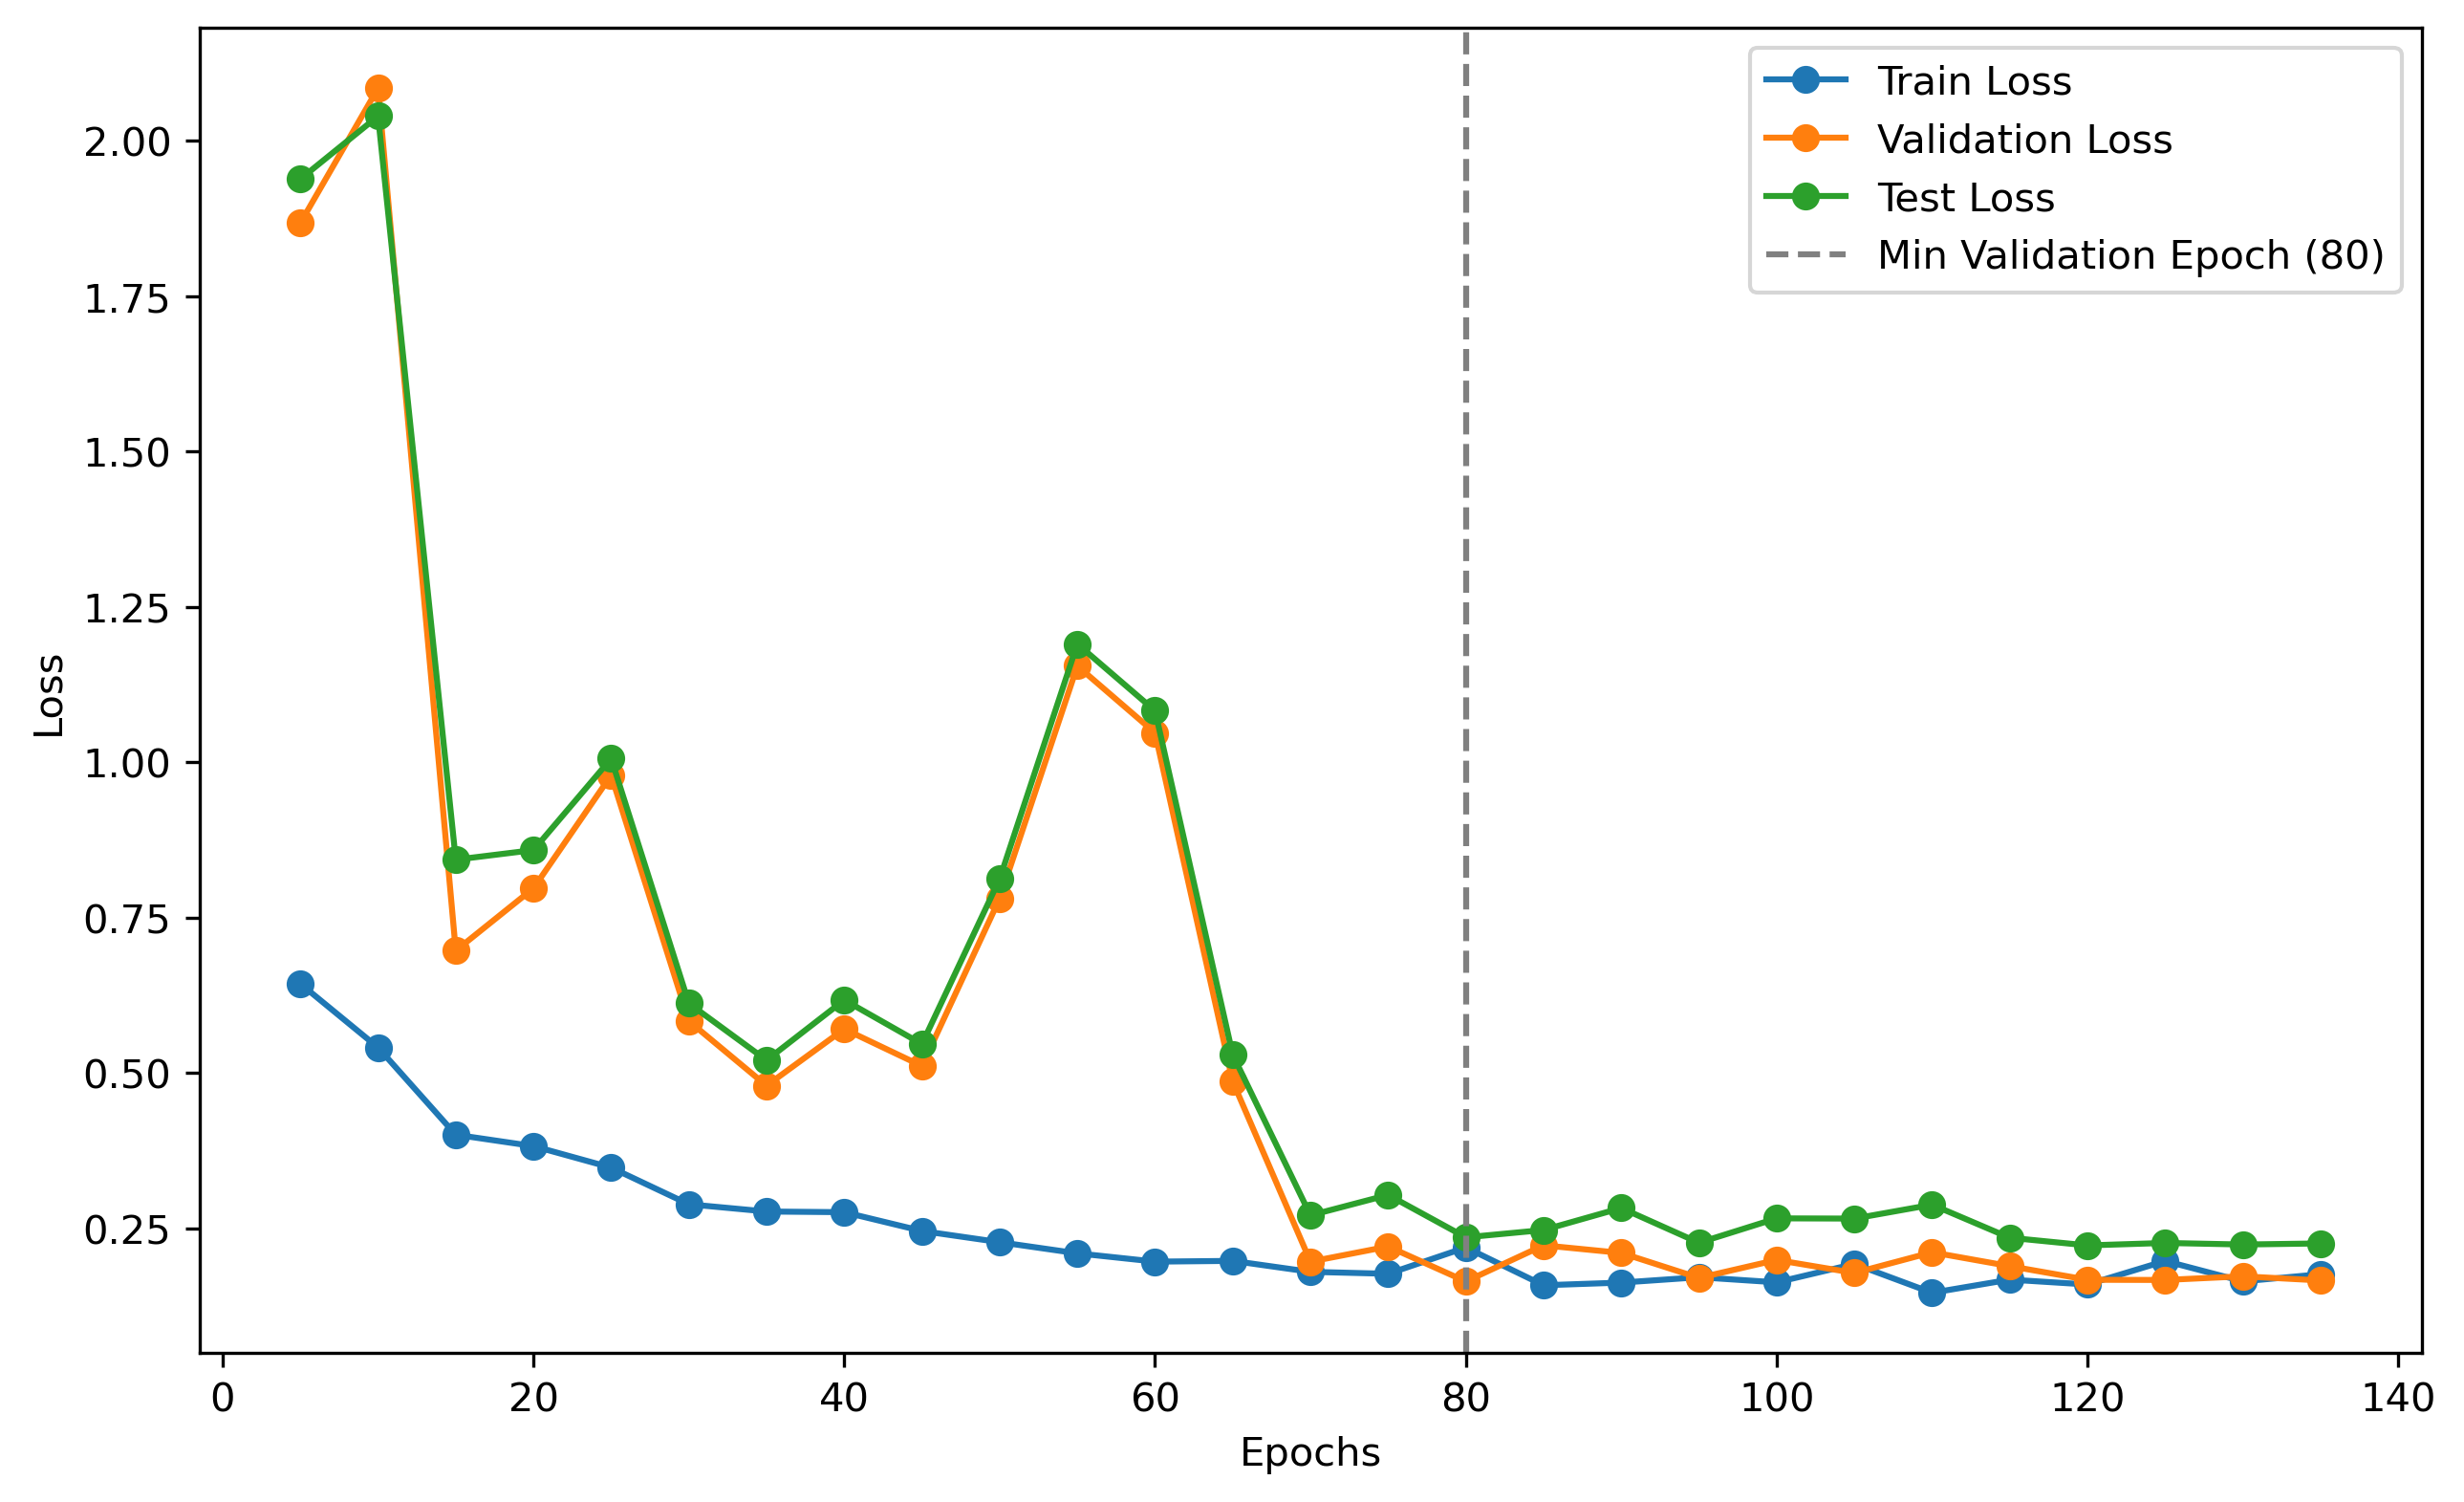 2.00
1.75
1.50
1.25
1.00
0.75
0.50
0.25
Loss
0 20 40 60 80 100 120 140
Epochs
Train Loss
Validation Loss
Test Loss
Min Validation Epoch (80)